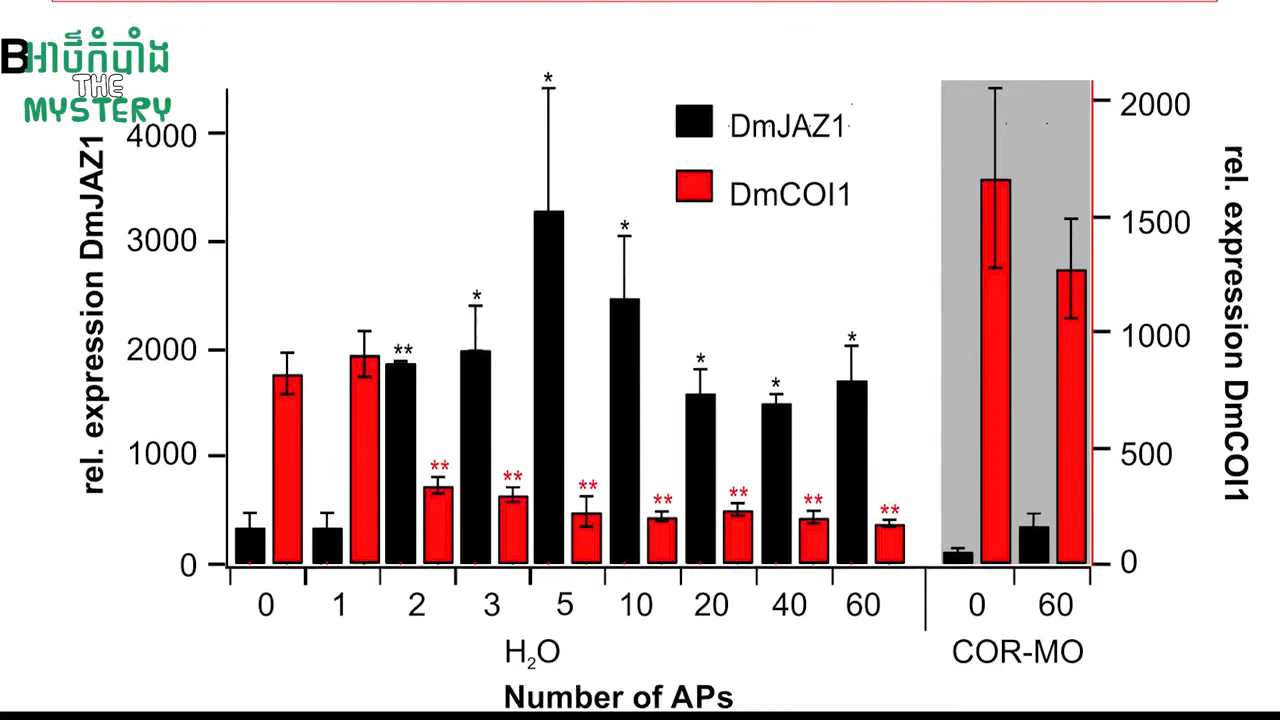 B
អាថ៌កំបាំង
THE
MYSTERY
rel. expression DmJAZ1
4000
3000
2000
1000
0
DmJAZ1
DmCOI1
* ** * * * * * *
** ** ** ** ** ** **
2000
1500
1000
500
0
rel. expression DmCOI1
0 1 2 3 5 10 20 40 60 0 60
H₂O COR-MO
Number of APs